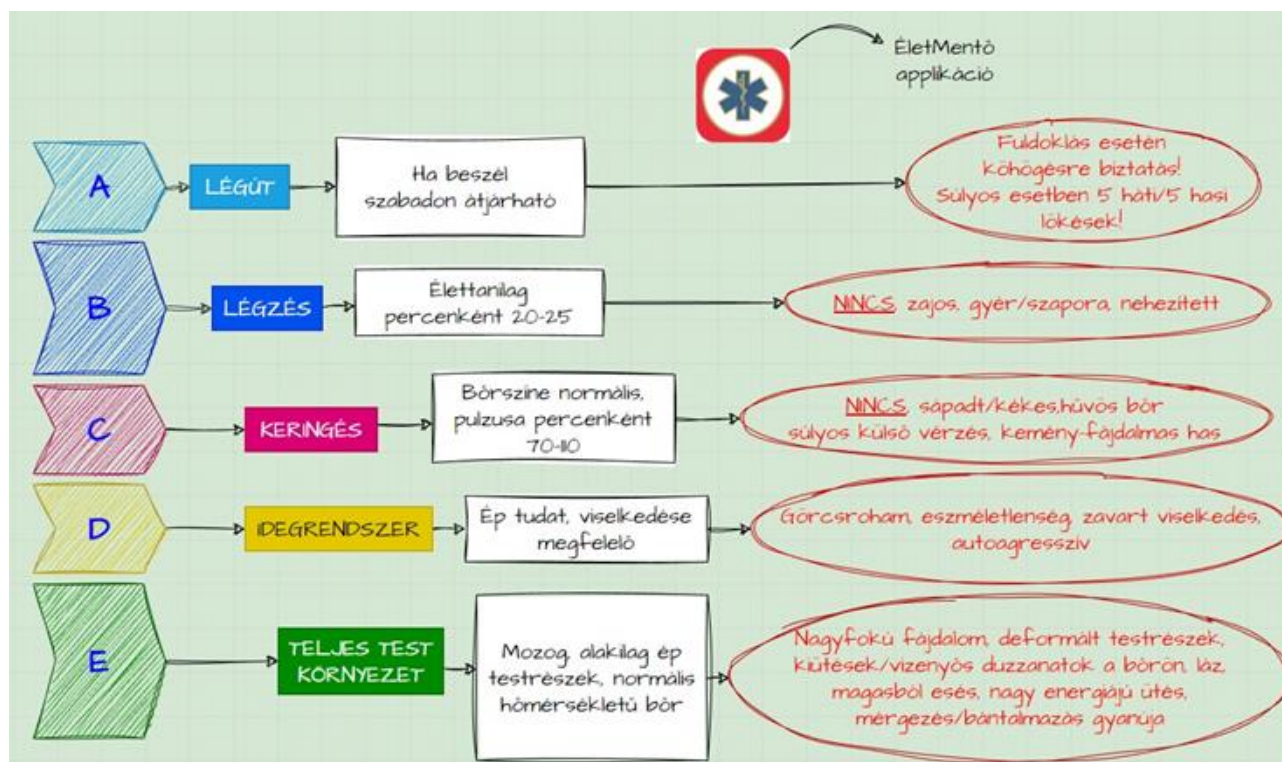 ÉletMentő
applikáció
A
LÉGÚT
Ha beszél
szabadon átjárható
Fuldoklás esetén
köhögésre biztatás!
Súlyos esetben 5 háti/5 hasi
lökések!
B
LÉGZÉS
Élettanilag
percenként 20-25
NINCS, zajos, gyér/szapora, nehezített
C
KERINGÉS
Bőrszíne normális,
pulzusa percenként
70-110
NINCS, sápadt/kékes,hűvös bőr
súlyos külső vérzés, kemény-fájdalmas has
D
IDEGRENDSZER
Ép tudat, viselkedése
megfelelő
Görcsroham, eszméletlenség, zavart viselkedés,
autoagresszív
E
TELJES TEST
KÖRNYEZET
Mozog, alakilag ép
testrészek, normális
hőmérsékletű bőr
Nagyfokú fájdalom, deformált testrészek,
kiütések/vizenyős duzzanatok a bőrön, láz,
magasból esés, nagy energiájú ütés,
mérgezés/bántalmazás gyanúja